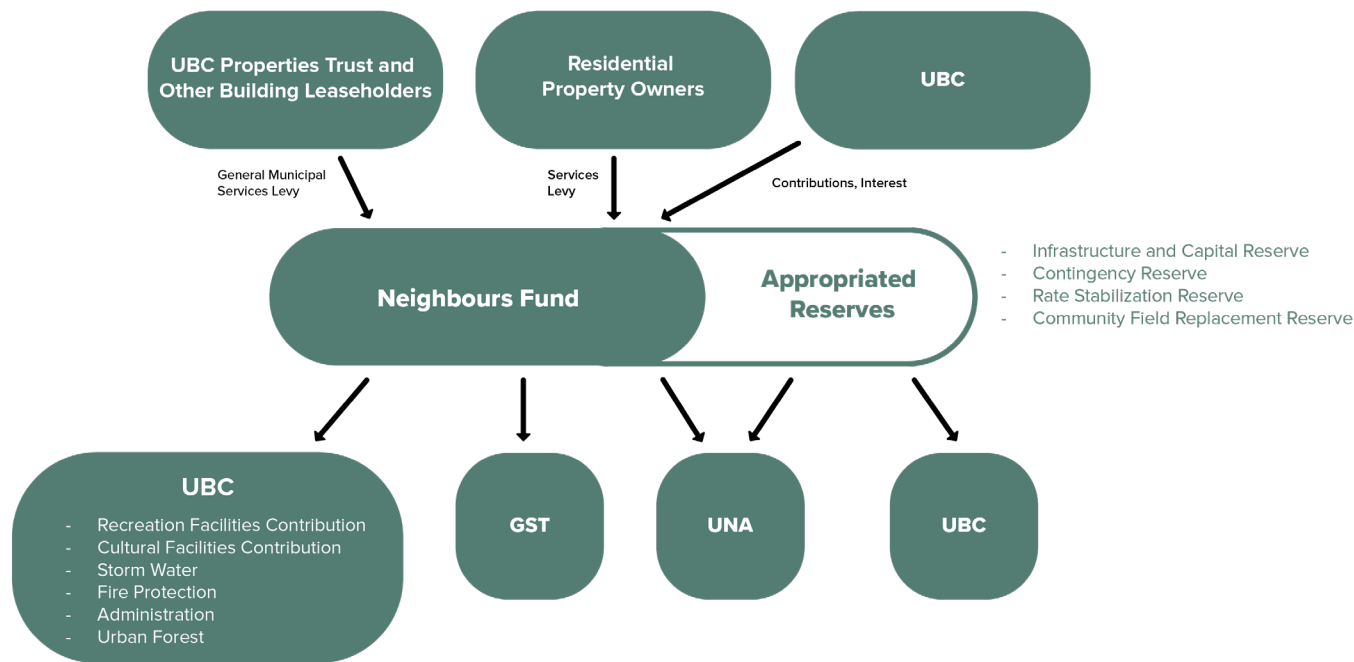 UBC Properties Trust and
Other Building Leaseholders
Residential
Property Owners
UBC
General Municipal
Services Levy
Services
Levy
Contributions, Interest
Neighbours Fund
Appropriated
Reserves
- Infrastructure and Capital Reserve
- Contingency Reserve
- Rate Stabilization Reserve
- Community Field Replacement Reserve
UBC
- Recreation Facilities Contribution
- Cultural Facilities Contribution
- Storm Water
- Fire Protection
- Administration
- Urban Forest
GST
UNA
UBC